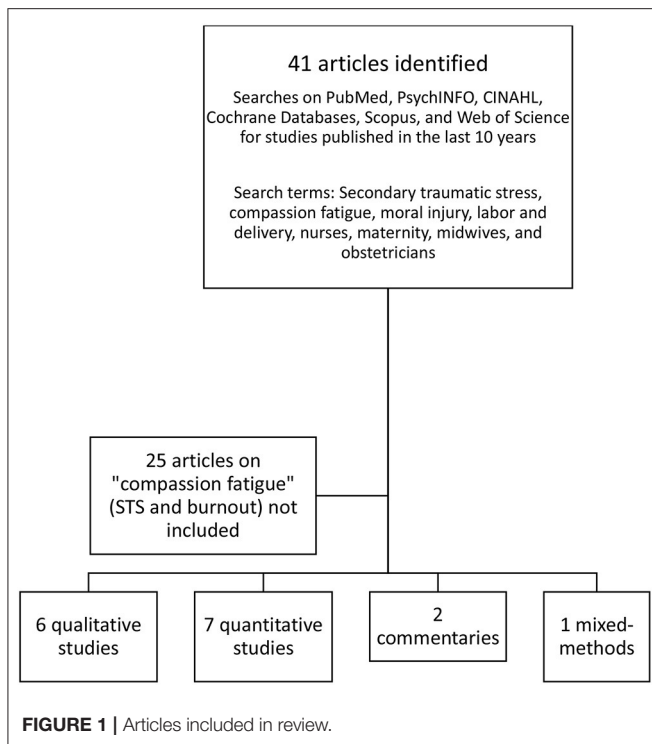 41 articles identified
Searches on PubMed, PsychINFO, CINAHL,
Cochrane Databases, Scopus, and Web of Science
for studies published in the last 10 years
Search terms: Secondary traumatic stress,
compassion fatigue, moral injury, labor and
delivery, nurses, maternity, midwives, and
obstetricians
25 articles on
"compassion fatigue"
(STS and burnout) not
included
6 qualitative
studies
7 quantitative
studies
2
commentaries
1 mixed-
methods
FIGURE 1 | Articles included in review.